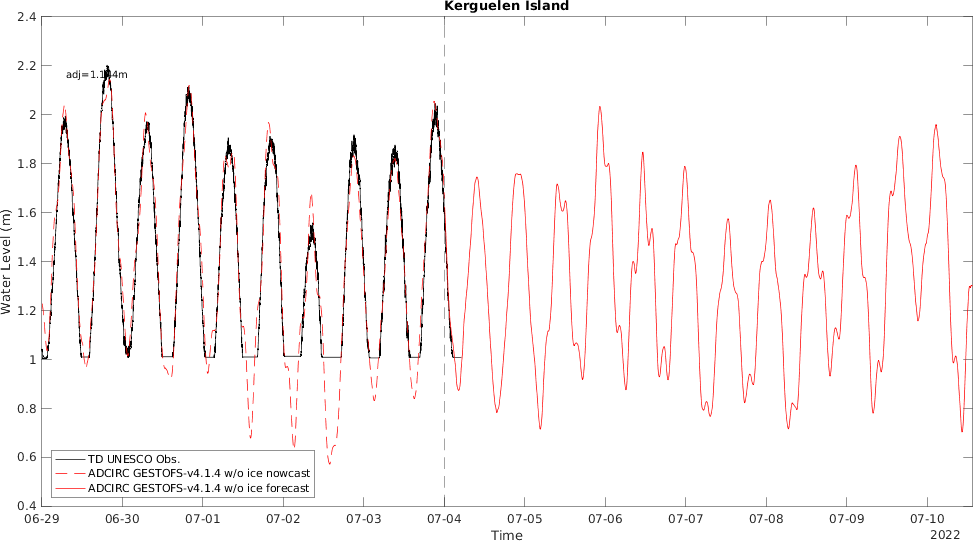 Kerguelen Island
2.4
2.2
adj=1.144m
2
1.8
1.6
1.4
1.2
1
0.8
0.6
0.4
Water Level (m)
TD UNESCO Obs.
ADCIRC GESTOFS-v4.1.4 w/o ice nowcast
ADCIRC GESTOFS-v4.1.4 w/o ice forecast
06-29 06-30 07-01 07-02 07-03 07-04 07-05 07-06 07-07 07-08 07-09 07-10
Time
2022